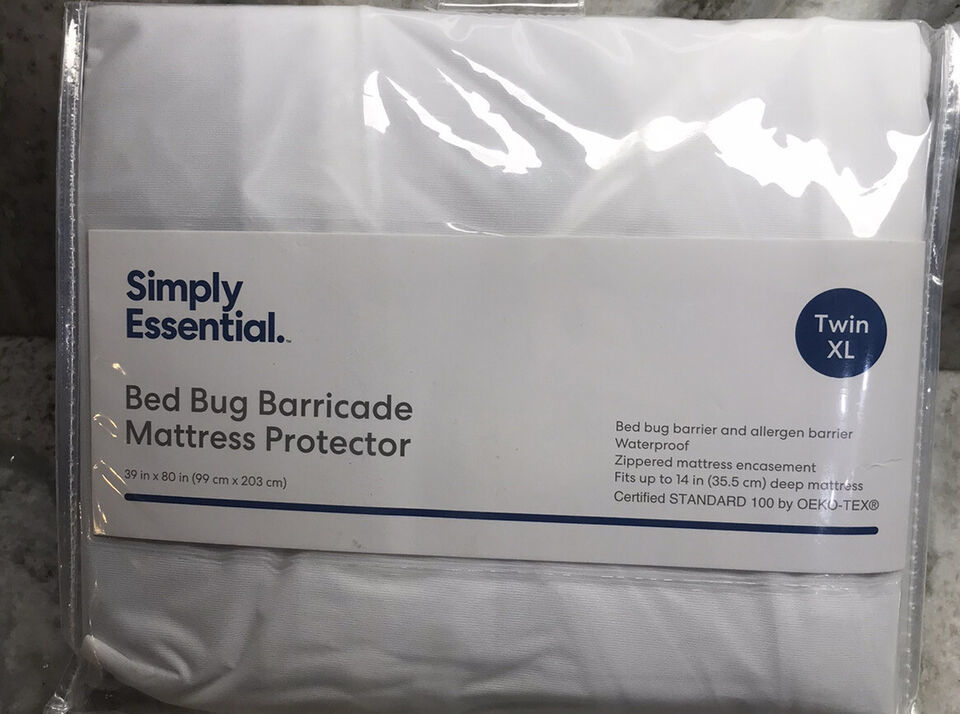 Simply
Essential.™
Twin
XL
Bed Bug Barricade
Mattress Protector
39 in x 80 in (99 cm x 203 cm)
Bed bug barrier and allergen barrier
Waterproof
Zippered mattress encasement
Fits up to 14 in (35.5 cm) deep mattress
Certified STANDARD 100 by OEKO-TEX®